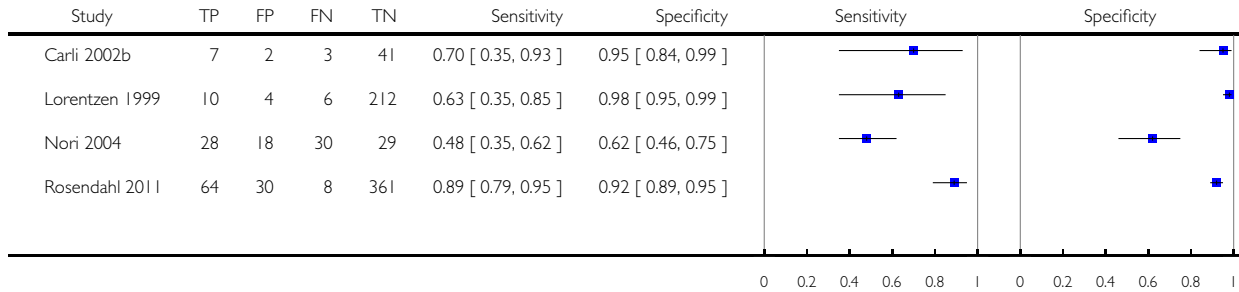 Study TP FP FN TN Sensitivity Specificity Sensitivity Specificity
Carli 2002b 7 2 3 41 0.70 [ 0.35, 0.93 ] 0.95 [ 0.84, 0.99 ]
Lorentzen 1999 10 4 6 212 0.63 [ 0.35, 0.85 ] 0.98 [ 0.95, 0.99 ]
Nori 2004 28 18 30 29 0.48 [ 0.35, 0.62 ] 0.62 [ 0.46, 0.75 ]
Rosendahl 2011 64 30 8 361 0.89 [ 0.79, 0.95 ] 0.92 [ 0.89, 0.95 ]
0 0.2 0.4 0.6 0.8 1 0 0.2 0.4 0.6 0.8 1